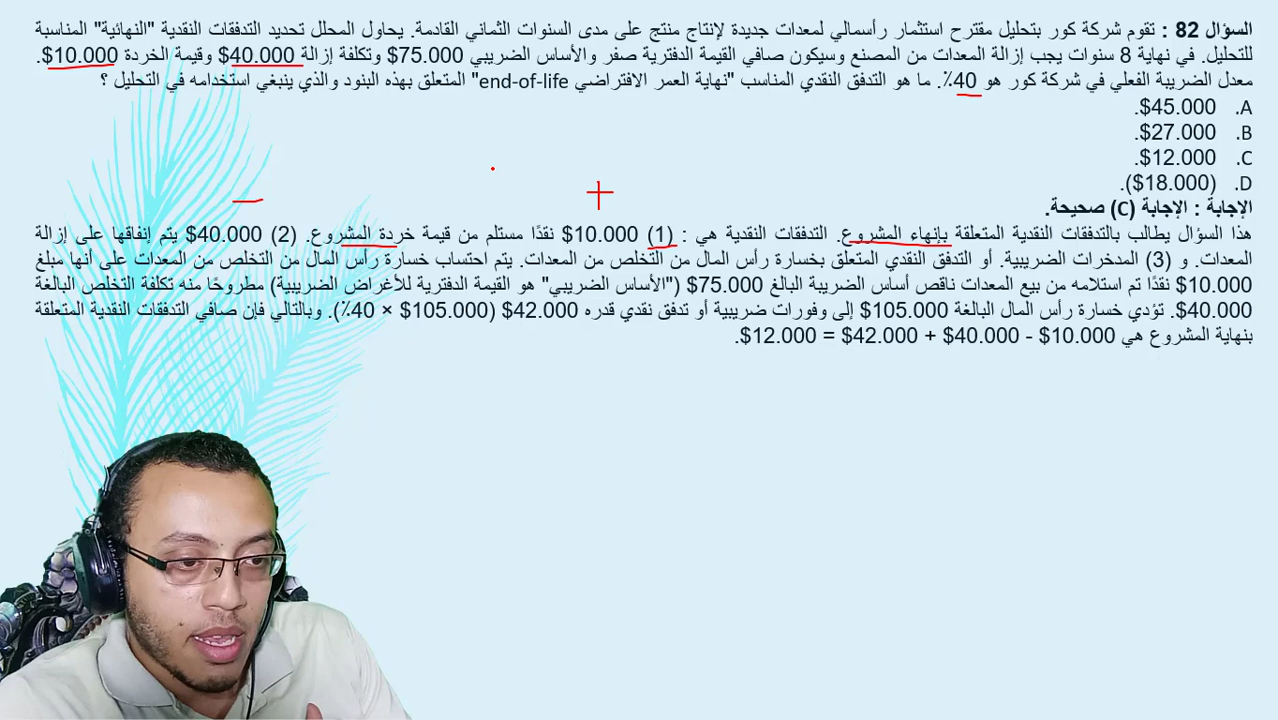 السؤال 82 : تقوم شركة كور بتحليل مقترح استثمار رأسمالي لمعدات جديدة لإنتاج منتج على مدى السنوات الثماني القادمة. يحاول المحلل تحديد التدفقات النقدية "النهائية" المناسبة
للتحليل. في نهاية 8 سنوات يجب إزالة المعدات من المصنع وسيكون صافي القيمة الدفترية صفر والأساس الضريبي 75.000$ وتكلفة إزالة 40.000$ وقيمة الخردة 10.000$.
معدل الضريبة الفعلي في شركة كور هو 40٪. ما هو التدفق النقدي المناسب "نهاية العمر الافتراضي end-of-life" المتعلق بهذه البنود والذي ينبغي استخدامه في التحليل ؟
A. 45.000$.
B. 27.000$.
C. 12.000$.
D. (18.000$).
الإجابة : الإجابة (C) صحيحة.
هذا السؤال يطالب بالتدفقات النقدية المتعلقة بإنهاء المشروع. التدفقات النقدية هي : (1) 10.000$ نقدًا مستلم من قيمة خردة المشروع. (2) 40.000$ يتم إنفاقها على إزالة
المعدات. و (3) المدخرات الضريبية. أو التدفق النقدي المتعلق بخسارة رأس المال من التخلص من المعدات. يتم احتساب خسارة رأس المال من التخلص من المعدات على أنها مبلغ
10.000$ نقدًا تم استلامه من بيع المعدات ناقص أساس الضريبة البالغ 75.000$ ("الأساس الضريبي" هو القيمة الدفترية للأغراض الضريبية) مطروحًا منه تكلفة التخلص البالغة
40.000$. تؤدي خسارة رأس المال البالغة 105.000$ إلى وفورات ضريبية أو تدفق نقدي قدره 42.000$ (105.000$ × 40٪). وبالتالي فإن صافي التدفقات النقدية المتعلقة
بنهاية المشروع هي 10.000$ - 40.000$ + 42.000$ = 12.000$.